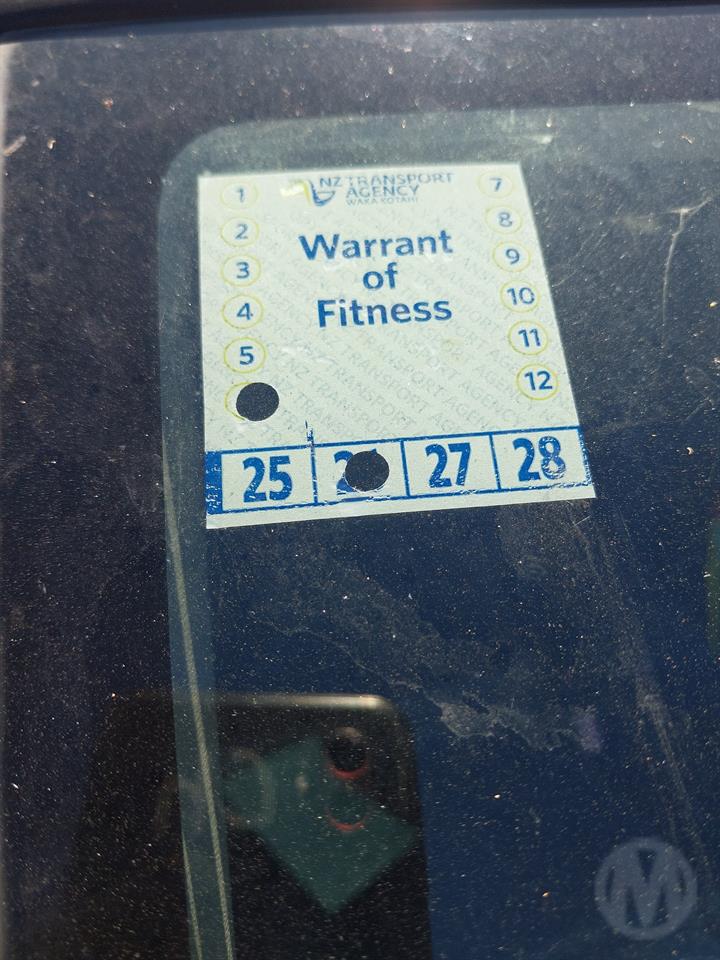 NZ TRANSPORT
AGENCY
WAKA KOTAHI
Warrant
of
Fitness
1
2
3
4
5
7
8
9
10
11
12
25 27 28
M